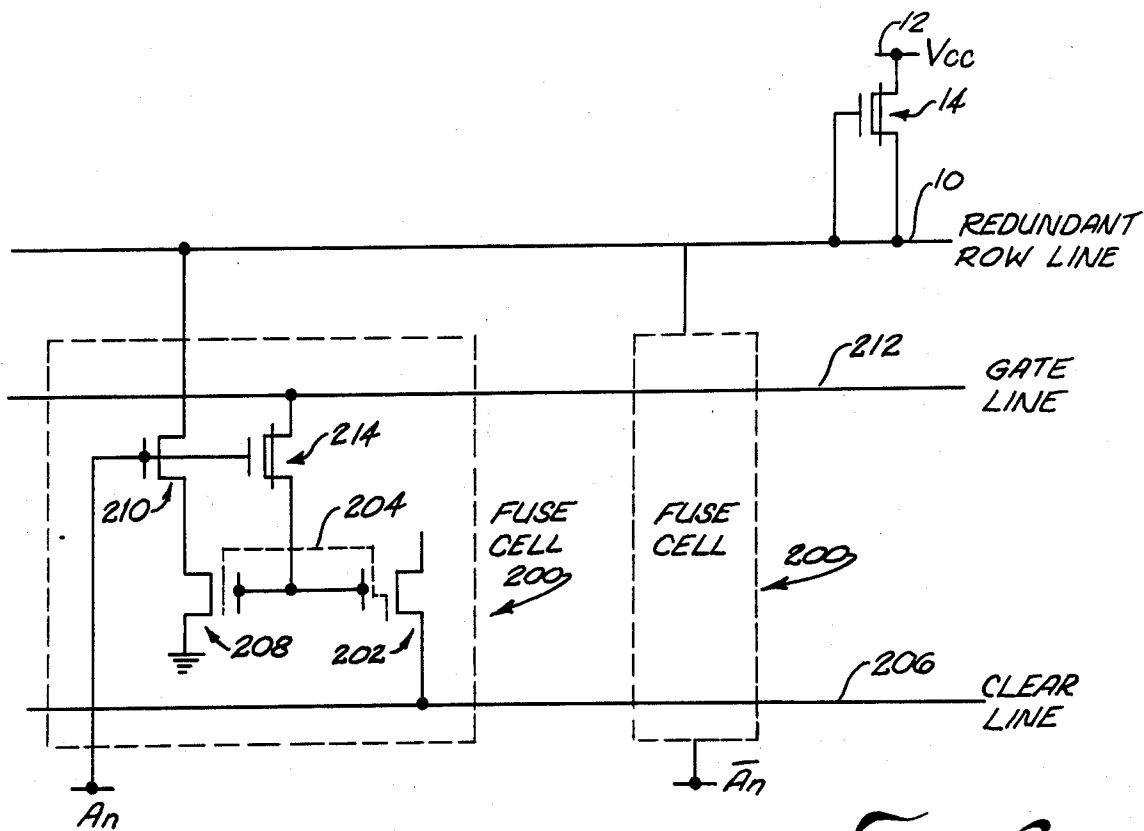 12
Vcc
14
10
REDUNDANT
ROW LINE
212
GATE
LINE
214
210
204
FUSE
CELL
200
FUSE
CELL
200
208
202
206
CLEAR
LINE
An
A̅n